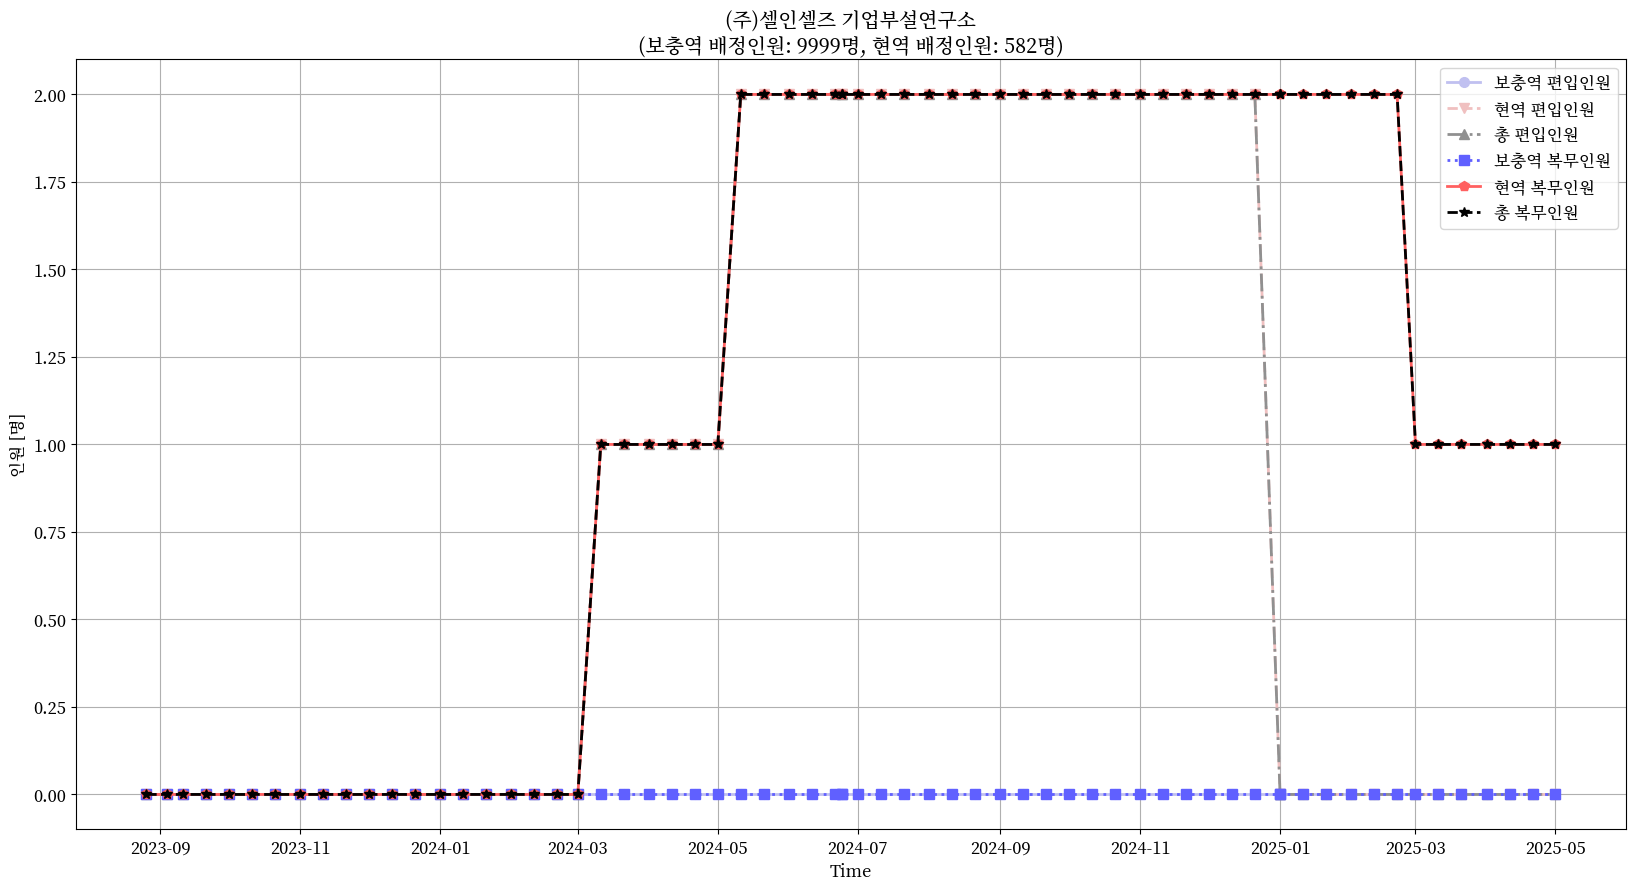 (주)셀인셀즈 기업부설연구소
(보충역 배정인원: 9999명, 현역 배정인원: 582명)
보충역 편입인원
현역 편입인원
총 편입인원
보충역 복무인원
현역 복무인원
총 복무인원
인원 [명]
2.00
1.75
1.50
1.25
1.00
0.75
0.50
0.25
0.00
2023-09 2023-11 2024-01 2024-03 2024-05 2024-07 2024-09 2024-11 2025-01 2025-03 2025-05
Time